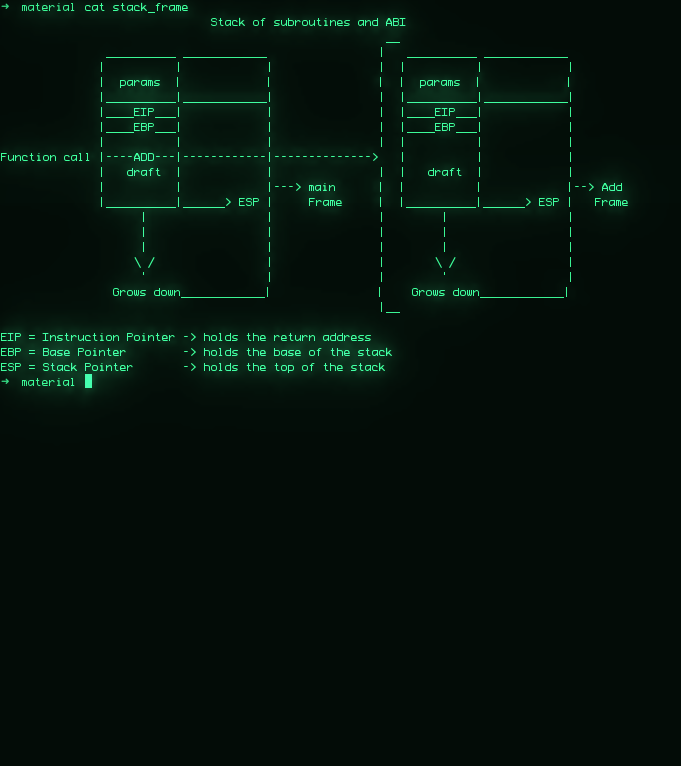 ➜ material cat stack_frame
Stack of subroutines and ABI
params params
EIP EIP
EBP EBP
Function call |----ADD---|------------|-------------->
draft draft
|---> main |--> Add
> ESP Frame > ESP Frame
Grows down Grows down
EIP = Instruction Pointer -> holds the return address
EBP = Base Pointer -> holds the base of the stack
ESP = Stack Pointer -> holds the top of the stack
➜ material